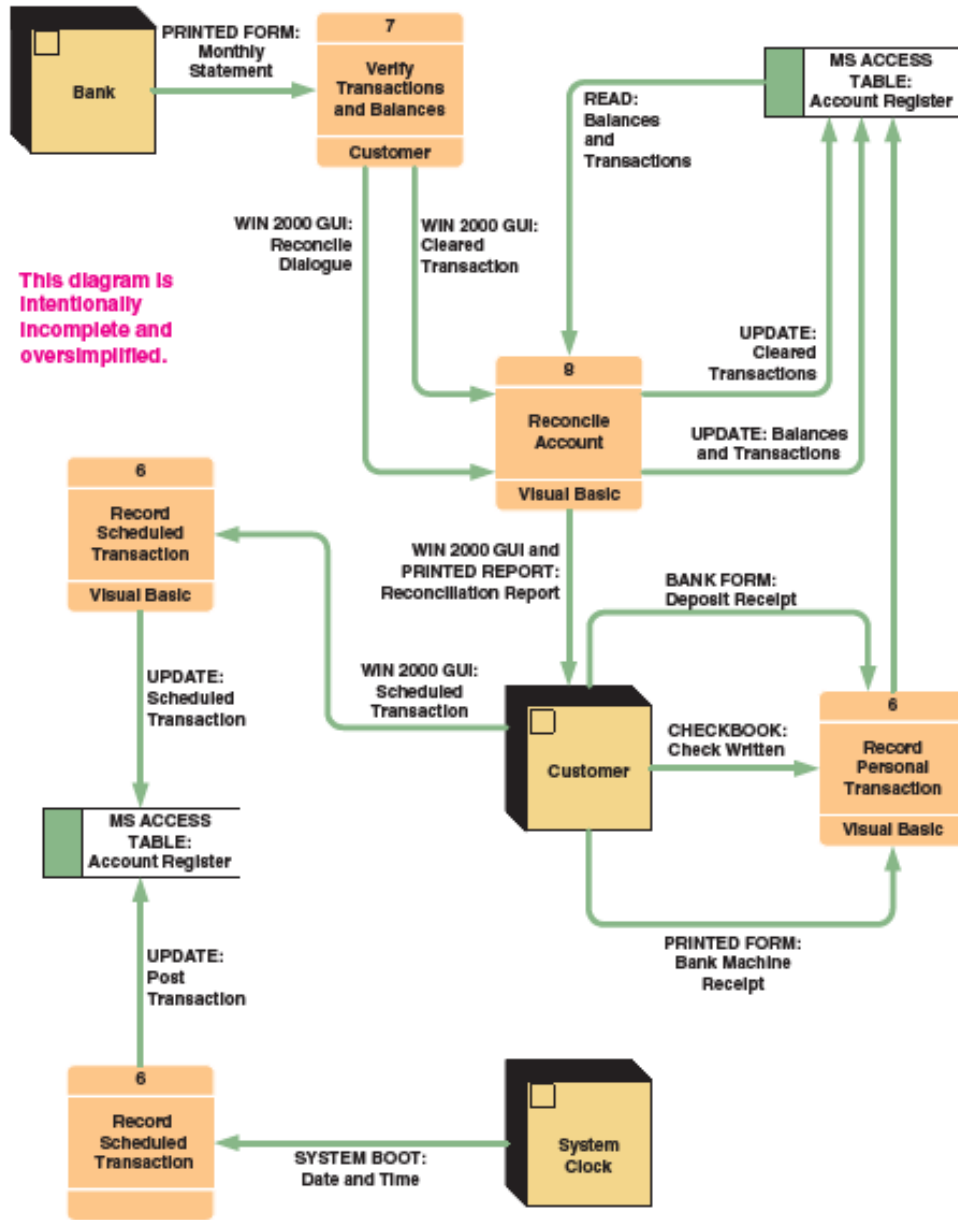 PRINTED FORM:
Monthly
Statement
Bank
7
Verify
Transactions
and Balances
Customer
MS ACCESS
TABLE:
Account Register
READ:
Balances
and
Transactions
WIN 2000 GUI:
Reconcile
Dialogue
WIN 2000 GUI:
Cleared
Transaction
This diagram is
intentionally
incomplete and
oversimplified.
8
Reconcile
Account
Visual Basic
UPDATE:
Cleared
Transactions
UPDATE: Balances
and Transactions
6
Record
Scheduled
Transaction
Visual Basic
WIN 2000 GUI and
PRINTED REPORT:
Reconciliation Report
BANK FORM:
Deposit Receipt
UPDATE:
Scheduled
Transaction
WIN 2000 GUI:
Scheduled
Transaction
Customer
CHECKBOOK:
Check Written
6
Record
Personal
Transaction
Visual Basic
MS ACCESS
TABLE:
Account Register
PRINTED FORM:
Bank Machine
Receipt
UPDATE:
Post
Transaction
6
Record
Scheduled
Transaction
SYSTEM BOOT:
Date and Time
System
Clock